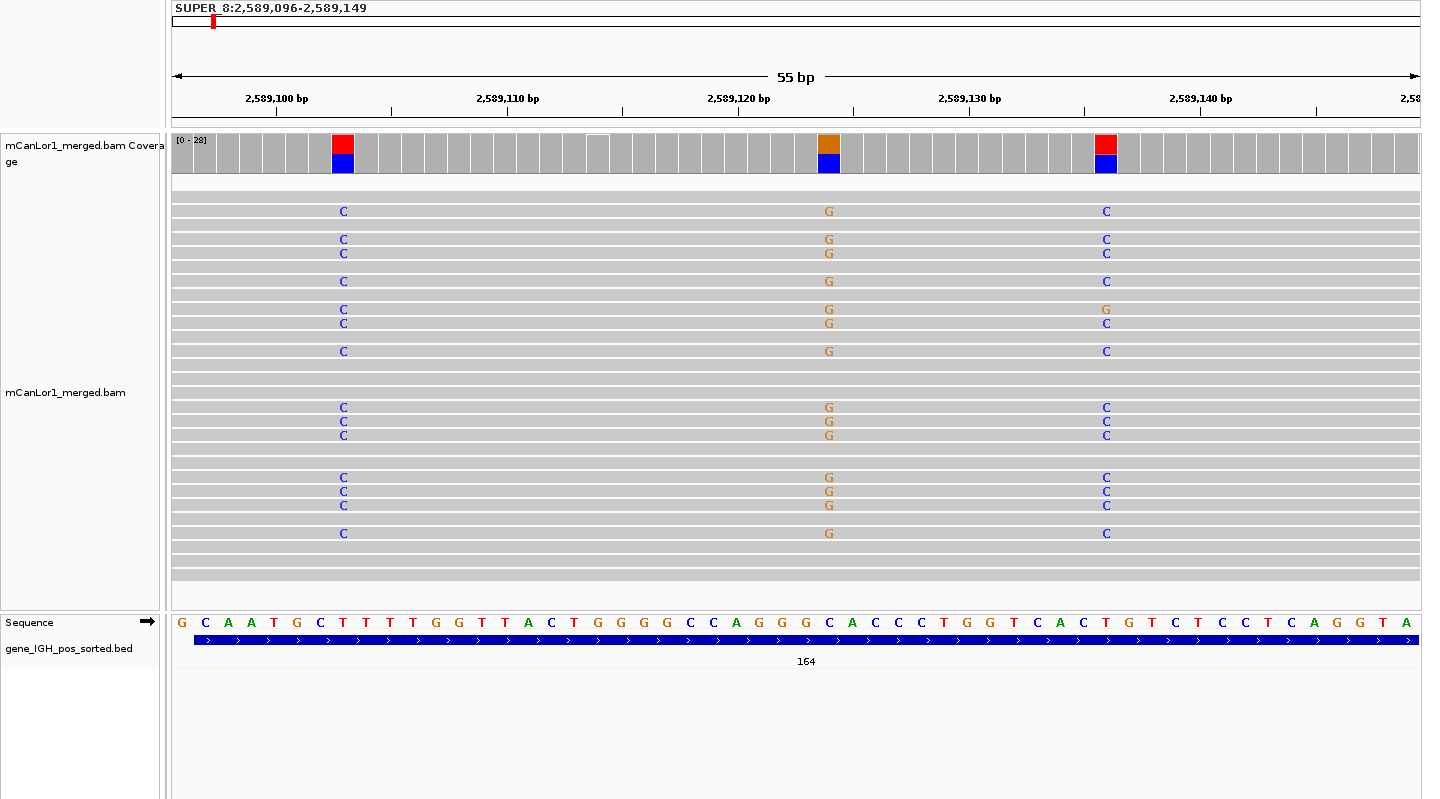 SUPER_8:2,589,096-2,589,149
55 bp
2,589,100 bp 2,589,110 bp 2,589,120 bp 2,589,130 bp 2,589,140 bp 2,58
mCanLor1_merged.bam Covera
ge
[0 - 28]
C G C
C G C
C G C
C G C
C G G
C G C
C G C
mCanLor1_merged.bam
C G C
C G C
C G C
C G C
C G C
C G C
C G C
Sequence G C A A T G C T T T T G G T T A C T G G G G C C A G G G C A C C C T G G T C A C T G T C T C C T C A G G T A
gene_IGH_pos_sorted.bed
164